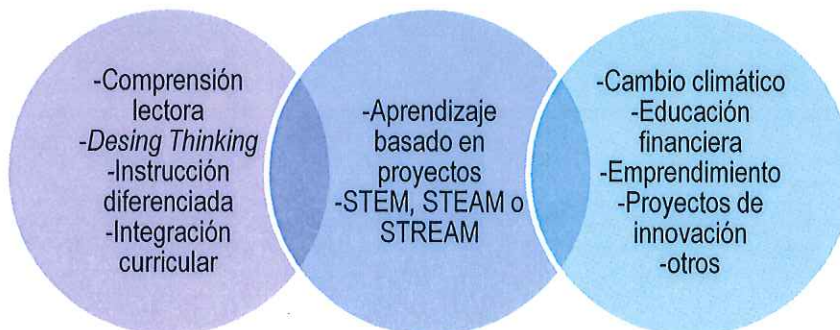 -Comprensión
lectora
-Desing Thinking
-Instrucción
diferenciada
-Integración
curricular
-Aprendizaje
basado en
proyectos
-STEM, STEAM o
STREAM
-Cambio climático
-Educación
financiera
-Emprendimiento
-Proyectos de
innovación
-otros